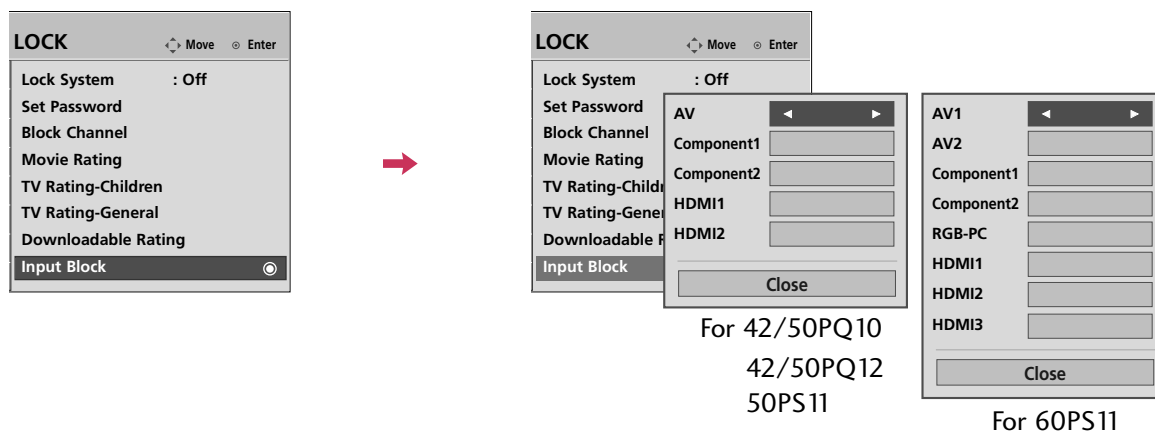 LOCK Move Enter
Lock System : Off
Set Password
Block Channel
Movie Rating
TV Rating-Children
TV Rating-General
Downloadable Rating
Input Block
LOCK Move Enter
Lock System : Off
Set Password
Block Channel
Movie Rating
TV Rating-Childr
TV Rating-Gener
Downloadable R
Input Block
AV
Component1
Component2
HDMI1
HDMI2
Close
For 42/50PQ10
42/50PQ12
50PS11
AV1
AV2
Component1
Component2
RGB-PC
HDMI1
HDMI2
HDMI3
Close
For 60PS11